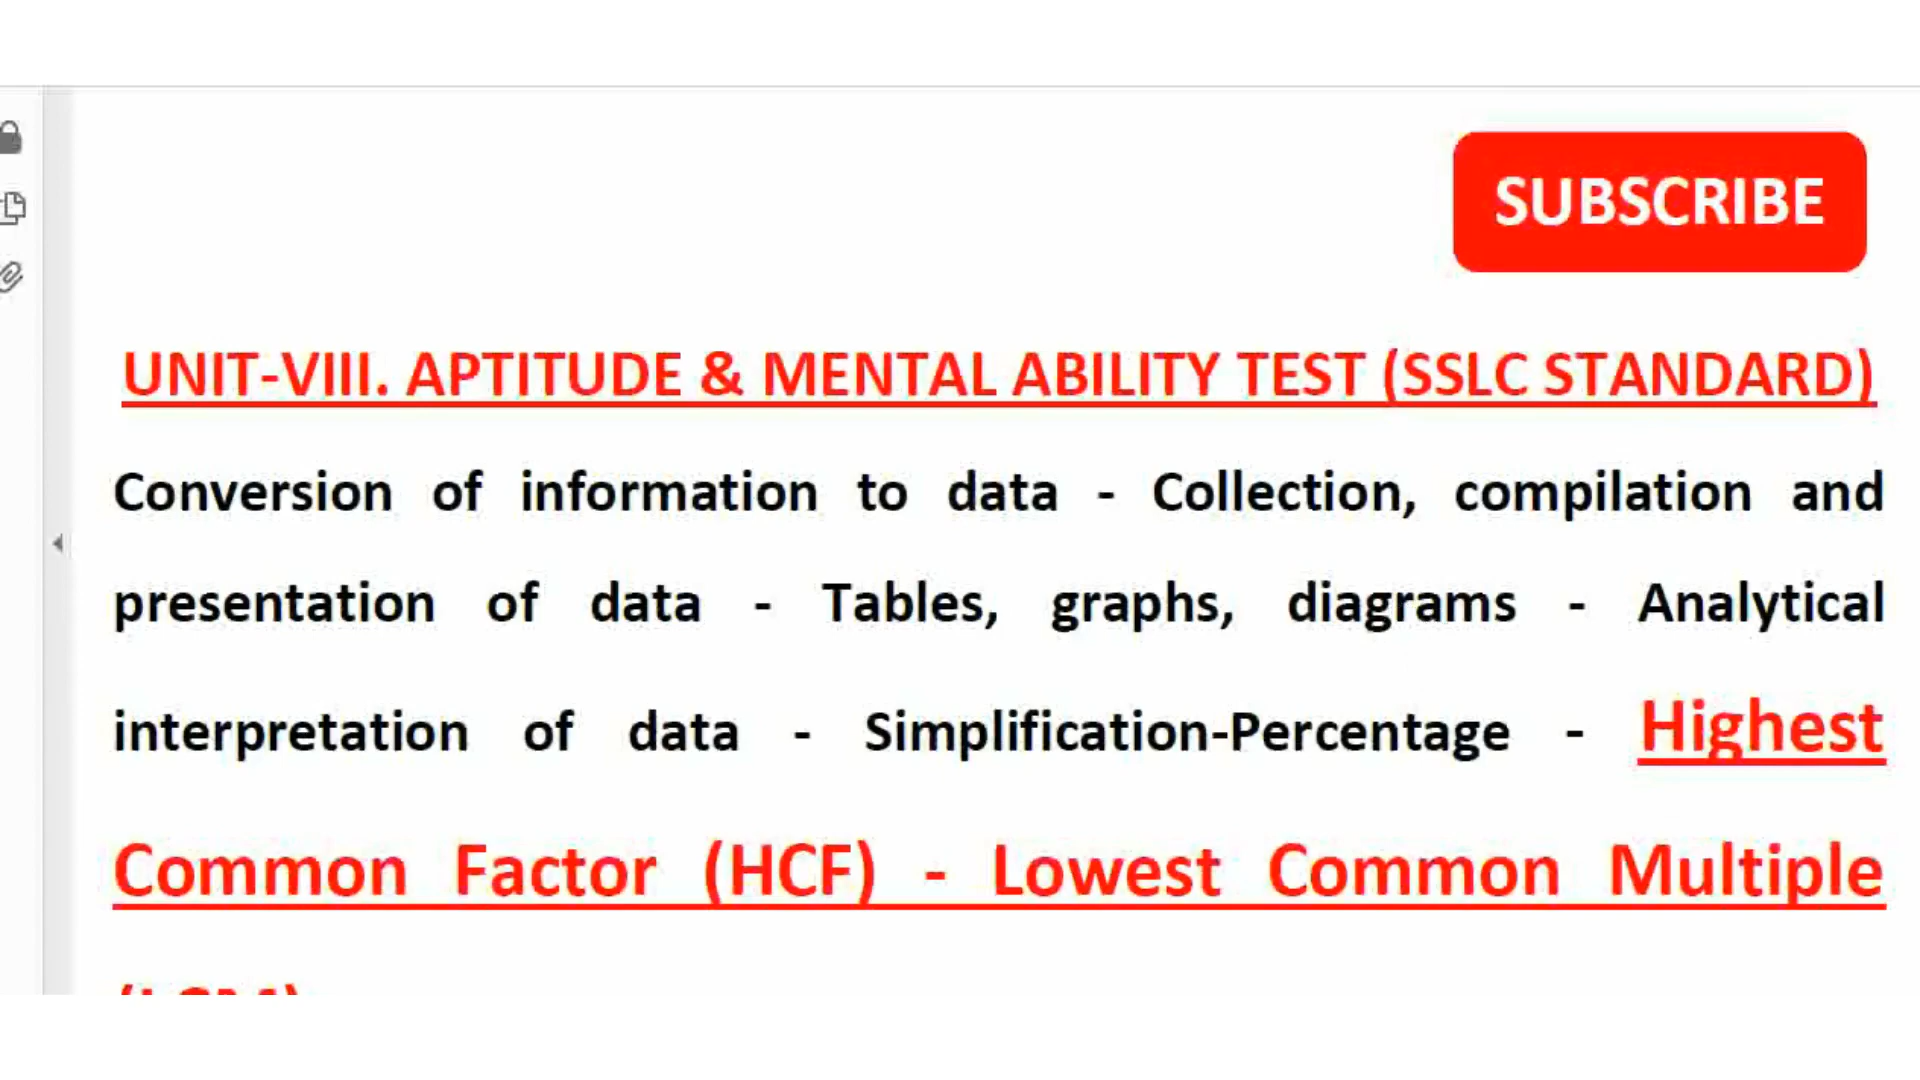 SUBSCRIBE
UNIT-VIII. APTITUDE & MENTAL ABILITY TEST (SSLC STANDARD)
Conversion of information to data - Collection, compilation and
presentation of data - Tables, graphs, diagrams - Analytical
interpretation of data - Simplification-Percentage - Highest
Common Factor (HCF) - Lowest Common Multiple